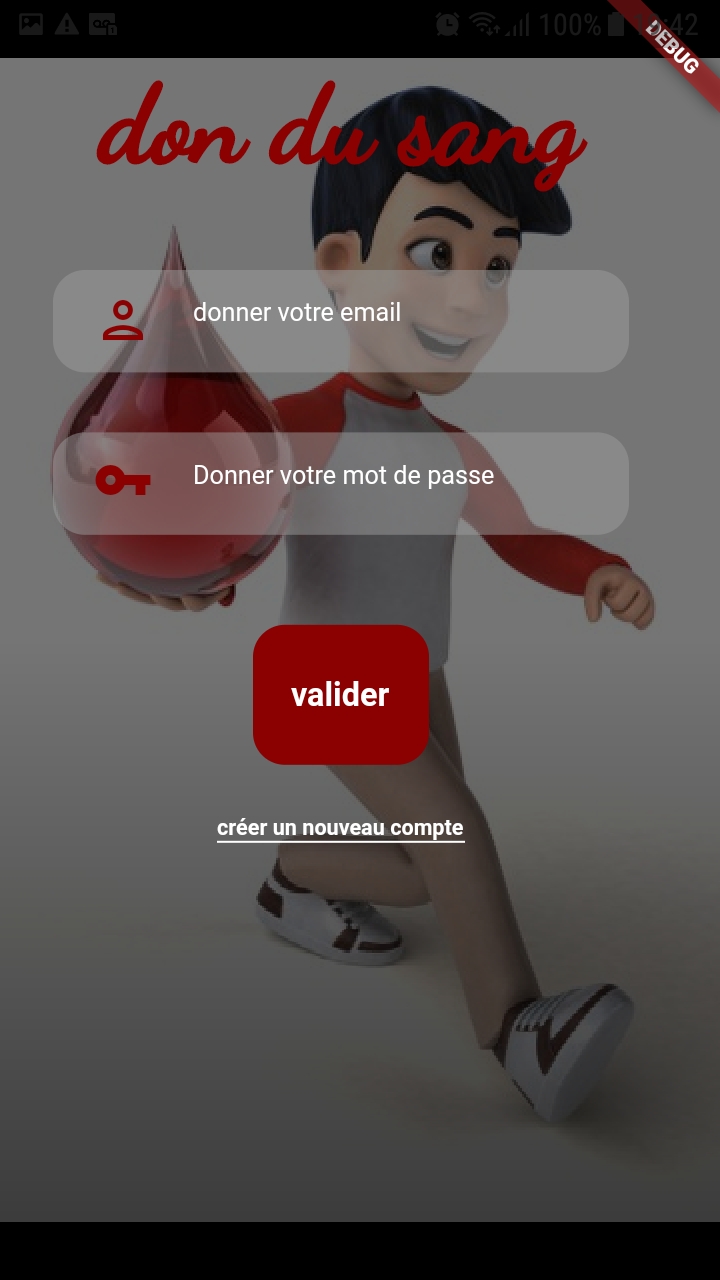 100%
:42
DEBUG
don du sang
donner votre email
Donner votre mot de passe
valider
créer un nouveau compte